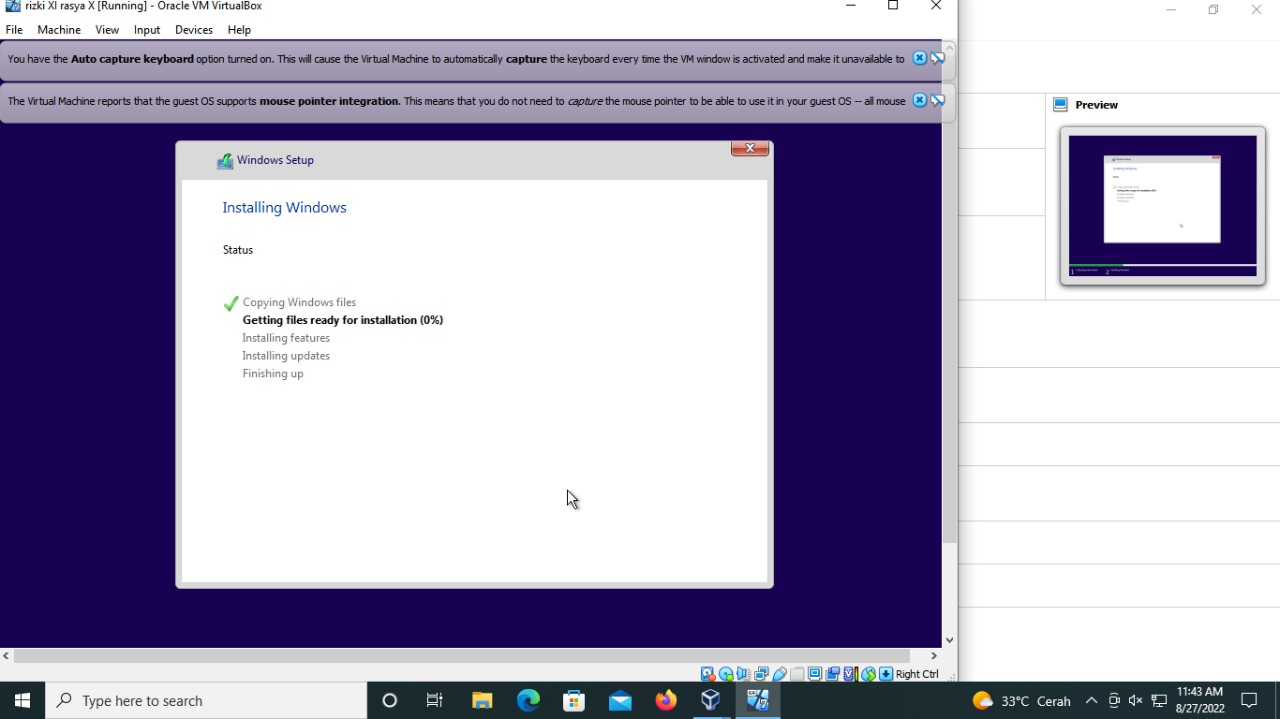 rizki XI rasya X [Running] - Oracle VM VirtualBox
File Machine View Input Devices Help
You have the Auto capture keyboard option turned on. This will cause the Virtual Machine to automatically capture the keyboard every time the VM window is activated and make it unavailable to
The Virtual Machine reports that the guest OS supports mouse pointer integration. This means that you do not need to capture the mouse pointer to be able to use it in your guest OS -- all mouse
Preview
Windows Setup
Installing Windows
Status
Copying Windows files
Getting files ready for installation (0%)
Installing features
Installing updates
Finishing up
Right Ctrl
Type here to search
33°C Cerah
11:43 AM
8/27/2022